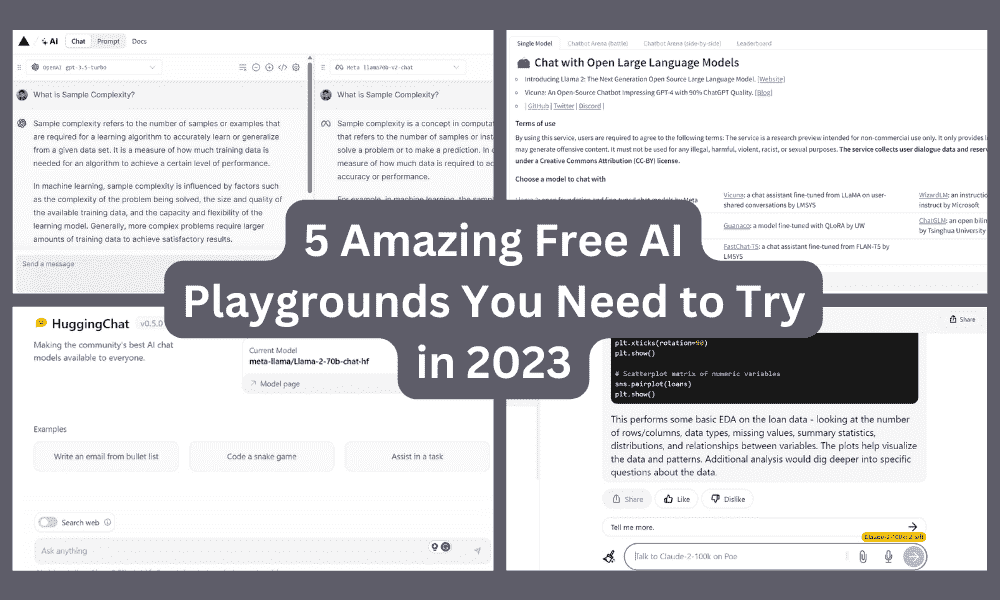 AI Chat Prompt Docs
OpenAI gpt-3.5-turbo
Meta llama70b-v2-chat
What is Sample Complexity?
What is Sample Complexity?
Sample complexity refers to the number of samples or examples that
are required for a learning algorithm to accurately learn or generalize
from a given data set. It is a measure of how much training data is
needed for an algorithm to achieve a certain level of performance.
In machine learning, sample complexity is influenced by factors such
as the complexity of the problem being solved, the size and quality of
the available training data, and the capacity and flexibility of the
learning model. Generally, more complex problems require larger
amounts of training data to achieve satisfactory results.
Send a message
Sample complexity is a concept in computat
that refers to the number of samples or inst
solve a problem or to make a prediction. In
measure of how much data is required to ac
accuracy or performance.
For example, in machine learning, the sampl
Single Model Chatbot Arena (battle) Chatbot Arena (side-by-side) Leaderboard
Chat with Open Large Language Models
Introducing Llama 2: The Next Generation Open Source Large Language Model. [Website]
Vicuna: An Open-Source Chatbot Impressing GPT-4 with 90% ChatGPT Quality. [Blog]
| GitHub | Twitter | Discord |
Terms of use
By using this service, users are required to agree to the following terms: The service is a research preview intended for non-commercial use only. It only provides l
may generate offensive content. It must not be used for any illegal, harmful, violent, racist, or sexual purposes. The service collects user dialogue data and reserv
under a Creative Commons Attribution (CC-BY) license.
Choose a model to chat with
Vicuna: a chat assistant fine-tuned from LLaMA on user-
shared conversations by LMSYS
WizardLM: an instructio
instruct by Microsoft
Guanaco: a model fine-tuned with QLoRA by UW
ChatGLM: an open bilin
by Tsinghua University
FastChat-T5: a chat assistant fine-tuned from FLAN-T5 by
LMSYS
5 Amazing Free AI
Playgrounds You Need to Try
in 2023
HuggingChat v0.5.0
Making the community's best AI chat
models available to everyone.
Current Model
meta-llama/Llama-2-70b-chat-hf
Model page
Examples
Write an email from bullet list
Code a snake game
Assist in a task
Search web
Ask anything
Share
plt.xticks(rotation=90)
plt.show()
# Scatterplot matrix of numeric variables
sns.pairplot(loans)
plt.show()
This performs some basic EDA on the loan data - looking at the number
of rows/columns, data types, missing values, summary statistics,
distributions, and relationships between variables. The plots help visualize
the data and patterns. Additional analysis would dig deeper into specific
questions about the data.
Share Like Dislike
Tell me more.
Talk to Claude-2-100k on Poe